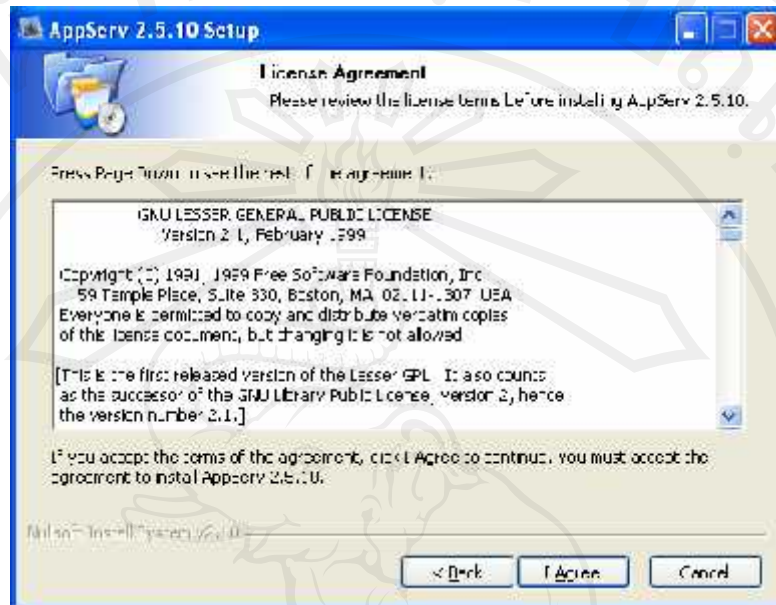 AppServ 2.5.10 Setup
License Agreement
Please review the license terms before installing AppServ 2.5.10.
Press Page Down to see the rest of the agreement.
GNU LESSER GENERAL PUBLIC LICENSE
Version 2.1, February 1999
Copyright (C) 1991, 1999 Free Software Foundation, Inc.
59 Temple Place, Suite 330, Boston, MA 02111-1307 USA
Everyone is permitted to copy and distribute verbatim copies
of this license document, but changing it is not allowed.
[This is the first released version of the Lesser GPL. It also counts
as the successor of the GNU Library Public License, version 2, hence
the version number 2.1.]
If you accept the terms of the agreement, click I Agree to continue. You must accept the
agreement to install AppServ 2.5.10.
Nullsoft Install System
< Back
I Agree
Cancel